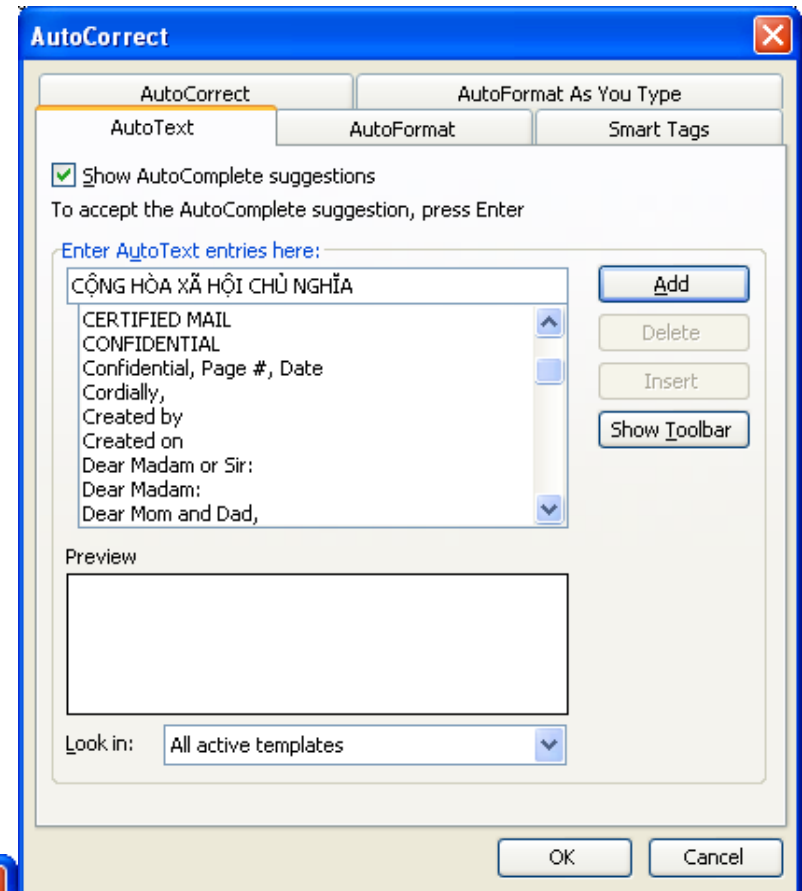 AutoCorrect
AutoCorrect AutoFormat As You Type
AutoText AutoFormat Smart Tags
Show AutoComplete suggestions
To accept the AutoComplete suggestion, press Enter
Enter AutoText entries here:
CỘNG HÒA XÃ HỘI CHỦ NGHĨA
Add
CERTIFIED MAIL
CONFIDENTIAL
Confidential, Page #, Date
Cordially,
Created by
Created on
Dear Madam or Sir:
Dear Madam:
Dear Mom and Dad,
Delete
Insert
Show Toolbar
Preview
Look in: All active templates
OK Cancel